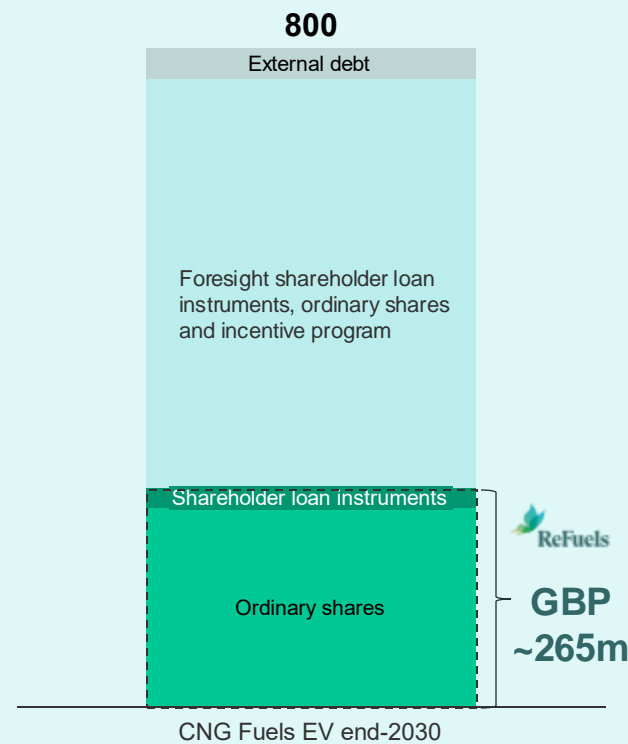 800
External debt
Foresight shareholder loan
instruments, ordinary shares
and incentive program
Shareholder loan instruments
ReFuels
Ordinary shares
GBP
~265m
CNG Fuels EV end-2030